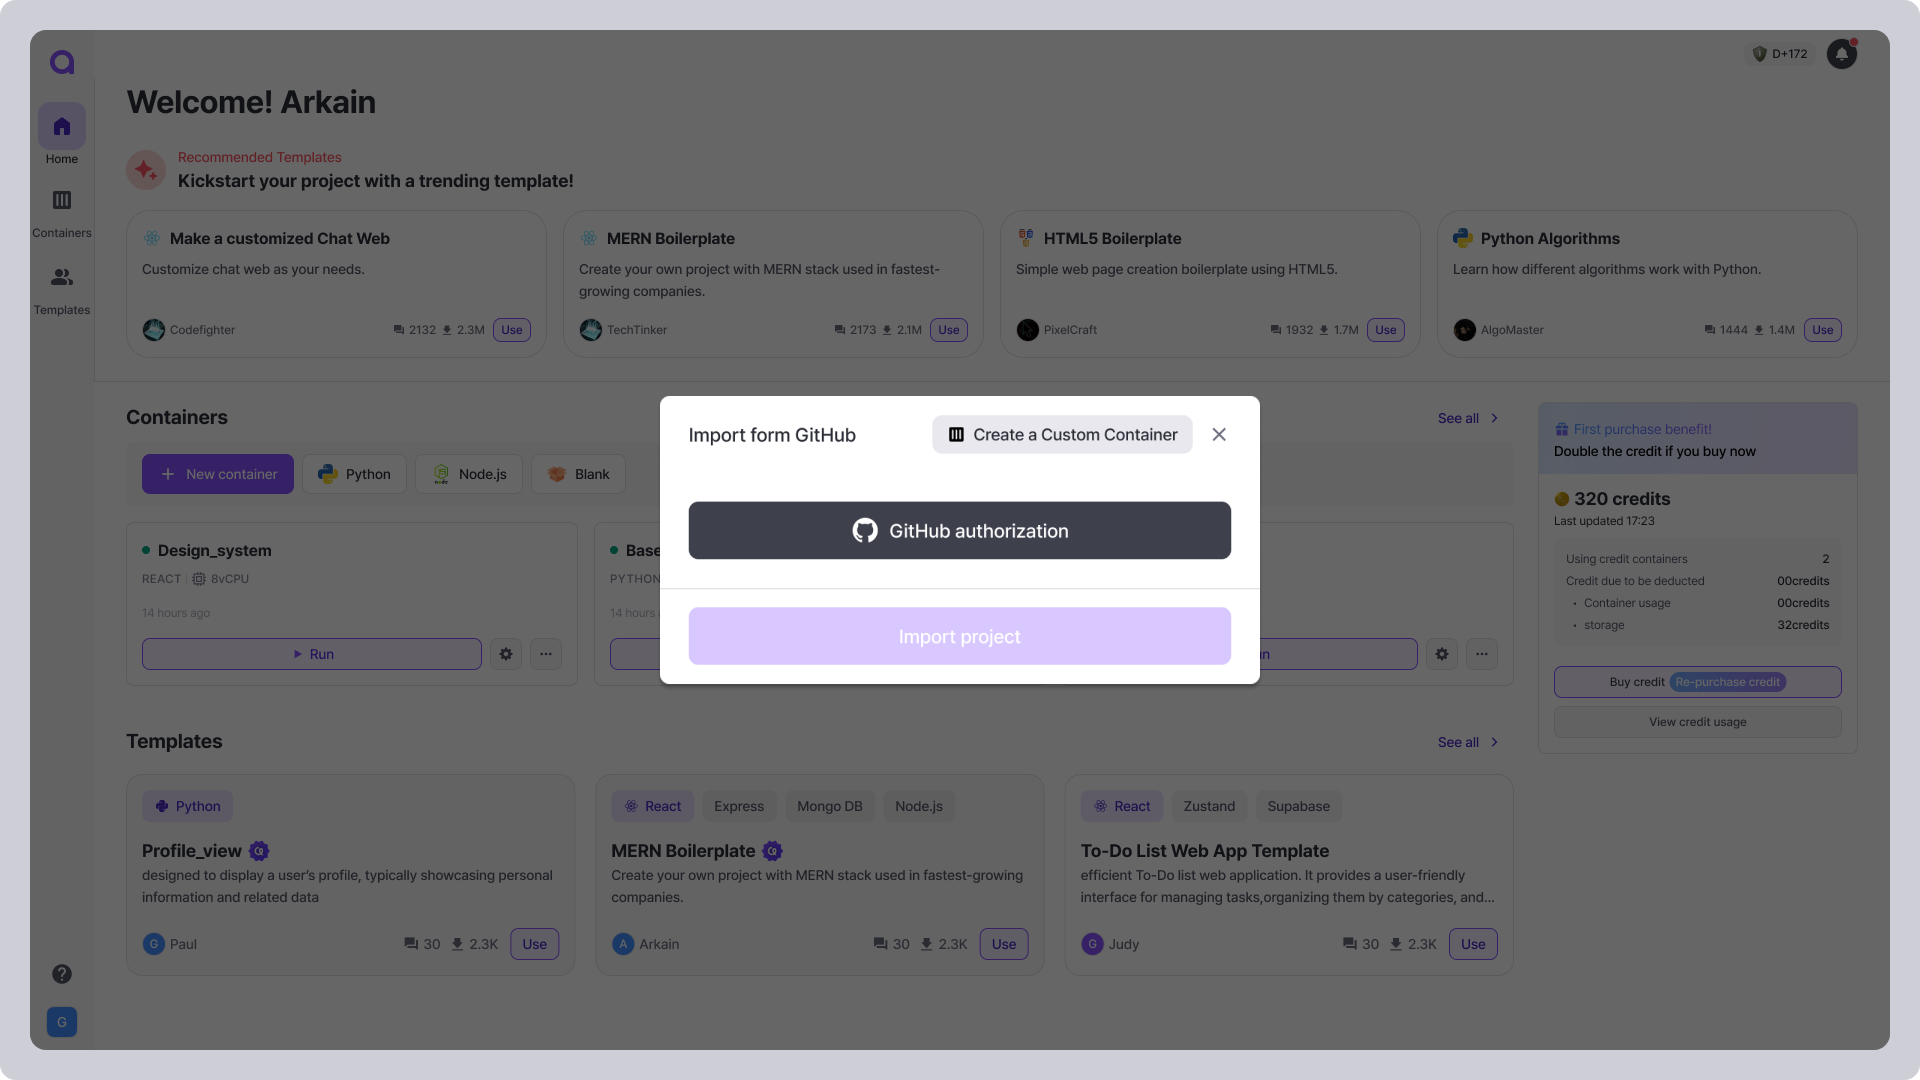 D+172
Welcome! Arkain
Home
Recommended Templates
Kickstart your project with a trending template!
Containers
Templates
Make a customized Chat Web
Customize chat web as your needs.
Codefighter
2132
2.3M
Use
MERN Boilerplate
Create your own project with MERN stack used in fastest-
growing companies.
TechTinker
2173
2.1M
Use
HTML5 Boilerplate
Simple web page creation boilerplate using HTML5.
PixelCraft
1932
1.7M
Use
Python Algorithms
Learn how different algorithms work with Python.
AlgoMaster
1444
1.4M
Use
Containers
See all
New container
Python
Node.js
Blank
Design_system
REACT
8vCPU
14 hours ago
Run
Base
PYTHON
14 hours
Import form GitHub
Create a Custom Container
GitHub authorization
Import project
First purchase benefit!
Double the credit if you buy now
320 credits
Last updated 17:23
Using credit containers 2
Credit due to be deducted 00credits
• Container usage 00credits
• storage 32credits
Buy credit Re-purchase credit
View credit usage
Templates
See all
Python
Profile_view
designed to display a user’s profile, typically showcasing personal
information and related data
G Paul
30
2.3K
Use
React Express Mongo DB Node.js
MERN Boilerplate
Create your own project with MERN stack used in fastest-growing
companies.
A Arkain
30
2.3K
Use
React Zustand Supabase
To-Do List Web App Template
efficient To-Do list web application. It provides a user-friendly
interface for managing tasks,organizing them by categories, and...
G Judy
30
2.3K
Use
G